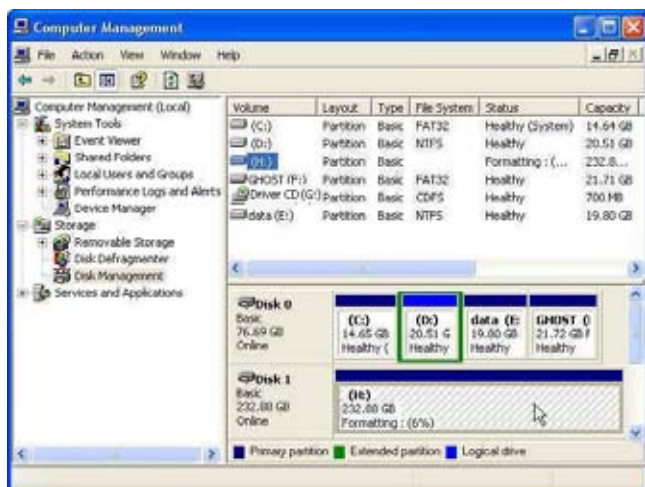 Computer Management
File Action View Window Help
Computer Management (Local)
System Tools
Event Viewer
Shared Folders
Local Users and Groups
Performance Logs and Alerts
Device Manager
Storage
Removable Storage
Disk Defragmenter
Disk Management
Services and Applications
Volume Layout Type File System Status Capacity
(C:) Partition Basic FAT32 Healthy (System) 14.64 GB
(D:) Partition Basic NTFS Healthy 20.51 GB
(H:) Partition Basic Formatting : (... 232.8...
GHOST (F:) Partition Basic FAT32 Healthy 21.71 GB
Driver CD (G:) Partition Basic CDFS Healthy 700 MB
data (E:) Partition Basic NTFS Healthy 19.80 GB
Disk 0
Basic
76.69 GB
Online
(C:)
14.65 GB
Healthy (
(D:)
20.51 G
Healthy
data (E:
19.80 GB
Healthy
GHOST (
21.72 GB F
Healthy
Disk 1
Basic
232.88 GB
Online
(H:)
232.88 GB
Formatting : (6%)
Primary partition Extended partition Logical drive